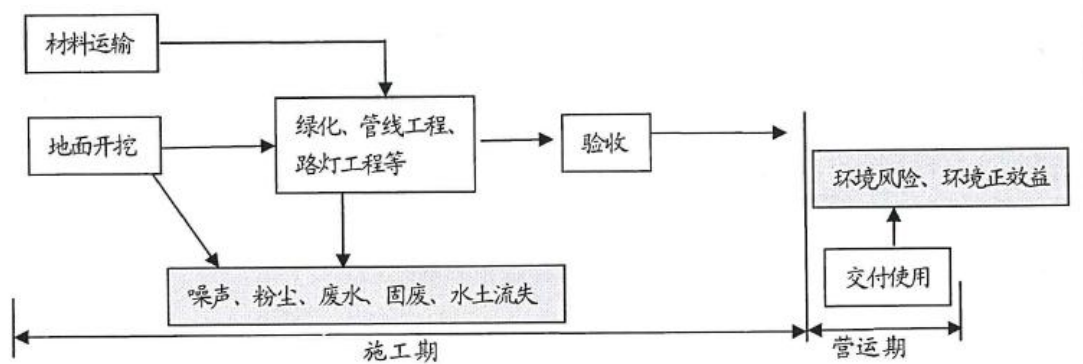 材料运输
地面开挖
绿化、管线工程、
路灯工程等
验收
噪声、粉尘、废水、固废、水土流失
环境风险、环境正效益
交付使用
施工期
营运期